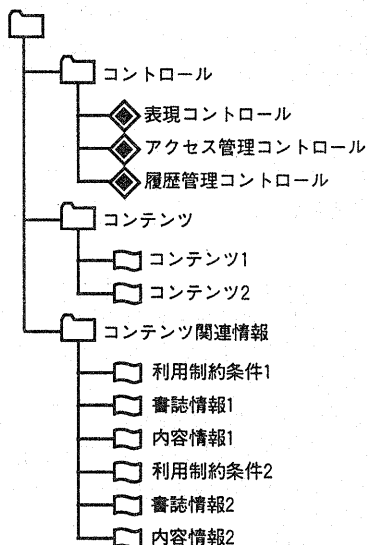 コントロール
表現コントロール
アクセス管理コントロール
履歴管理コントロール
コンテンツ
コンテンツ1
コンテンツ2
コンテンツ関連情報
利用制約条件1
書誌情報1
内容情報1
利用制約条件2
書誌情報2
内容情報2